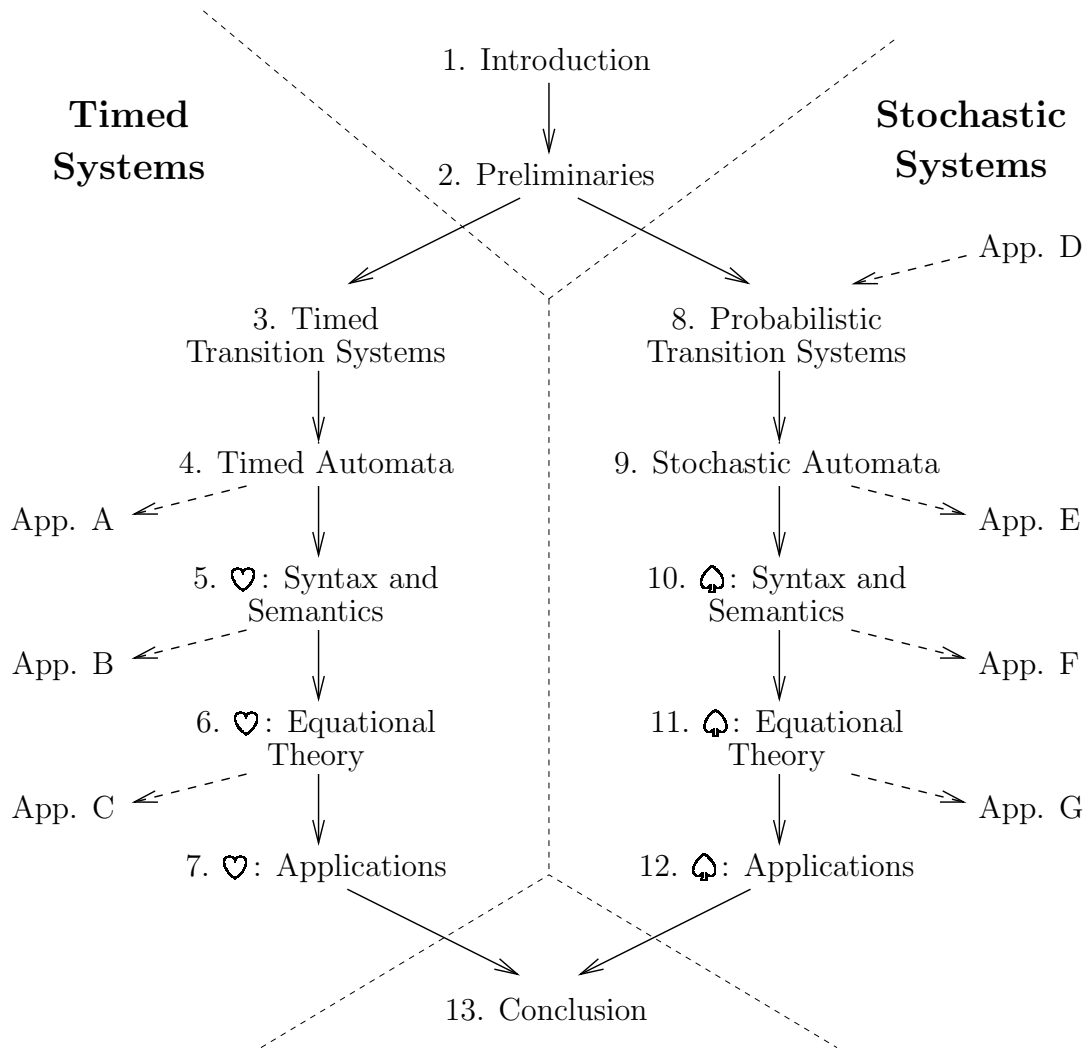 1. Introduction
Timed
Systems
Stochastic
Systems
2. Preliminaries
App. D
3. Timed
Transition Systems
8. Probabilistic
Transition Systems
4. Timed Automata
9. Stochastic Automata
App. A
App. E
5. ♡: Syntax and
Semantics
10. ♤: Syntax and
Semantics
App. B
App. F
6. ♡: Equational
Theory
11. ♤: Equational
Theory
App. C
App. G
7. ♡: Applications
12. ♤: Applications
13. Conclusion